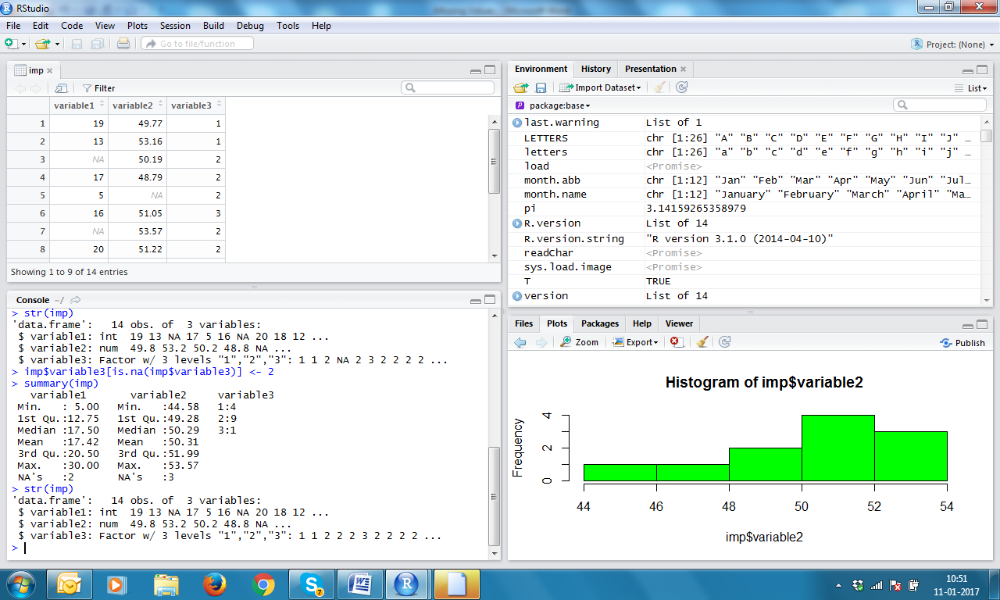 RStudio
File Edit Code View Plots Session Build Debug Tools Help
Go to file/function
Project: (None)
imp
Filter
variable1 variable2 variable3
1 19 49.77 1
2 13 53.16 1
3 NA 50.19 2
4 17 48.79 2
5 5 NA 2
6 16 51.05 3
7 NA 53.57 2
8 20 51.22 2
Showing 1 to 9 of 14 entries
Console ~/
> str(imp)
'data.frame': 14 obs. of 3 variables:
$ variable1: int 19 13 NA 17 5 16 NA 20 18 12 ...
$ variable2: num 49.8 53.2 50.2 48.8 NA ...
$ variable3: Factor w/ 3 levels "1","2","3": 1 1 2 NA 2 3 2 2 2 2 ...
> imp$variable3[is.na(imp$variable3)] <- 2
> summary(imp)
variable1 variable2 variable3
Min. : 5.00 Min. :44.58 1:4
1st Qu.:12.75 1st Qu.:49.28 2:9
Median :17.50 Median :50.29 3:1
Mean :17.42 Mean :50.31
3rd Qu.:20.50 3rd Qu.:51.99
Max. :30.00 Max. :53.57
NA's :2 NA's :3
> str(imp)
'data.frame': 14 obs. of 3 variables:
$ variable1: int 19 13 NA 17 5 16 NA 20 18 12 ...
$ variable2: num 49.8 53.2 50.2 48.8 NA ...
$ variable3: Factor w/ 3 levels "1","2","3": 1 1 2 2 2 3 2 2 2 2 ...
>
Environment History Presentation
Import Dataset List
package:base
last.warning List of 1
LETTERS chr [1:26] "A" "B" "C" "D" "E" "F" "G" "H" "I" "J" …
letters chr [1:26] "a" "b" "c" "d" "e" "f" "g" "h" "i" "j" …
load <Promise>
month.abb chr [1:12] "Jan" "Feb" "Mar" "Apr" "May" "Jun" "Jul…
month.name chr [1:12] "January" "February" "March" "April" "Ma…
pi 3.14159265358979
R.version List of 14
R.version.string "R version 3.1.0 (2014-04-10)"
readChar <Promise>
sys.load.image <Promise>
T TRUE
version List of 14
Files Plots Packages Help Viewer
Zoom Export Publish
Histogram of imp$variable2
Frequency
0 2 4
44 46 48 50 52 54
imp$variable2
10:51
11-01-2017